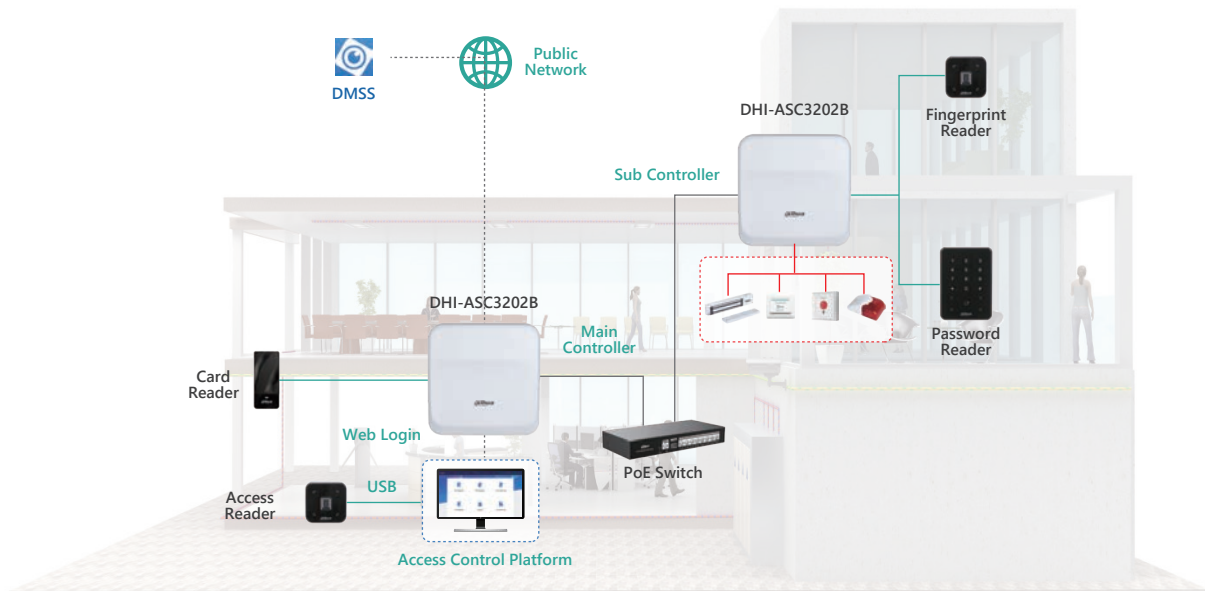 Public
Network
DMSS
DHI-ASC3202B
Fingerprint
Reader
Sub Controller
DHI-ASC3202B
Main
Controller
Password
Reader
Card
Reader
Web Login
PoE Switch
Access
Reader
USB
Access Control Platform